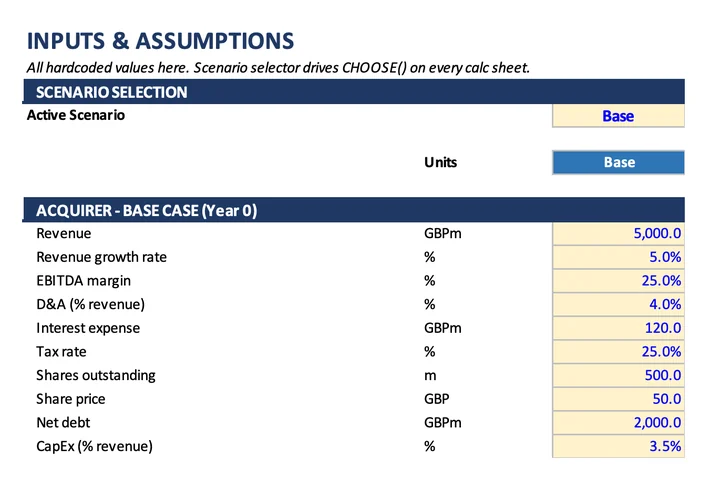 INPUTS & ASSUMPTIONS
All hardcoded values here. Scenario selector drives CHOOSE() on every calc sheet.
SCENARIO SELECTION
Active Scenario Base
Units Base
ACQUIRER - BASE CASE (Year 0)
Revenue GBPm 5,000.0
Revenue growth rate % 5.0%
EBITDA margin % 25.0%
D&A (% revenue) % 4.0%
Interest expense GBPm 120.0
Tax rate % 25.0%
Shares outstanding m 500.0
Share price GBP 50.0
Net debt GBPm 2,000.0
CapEx (% revenue) % 3.5%